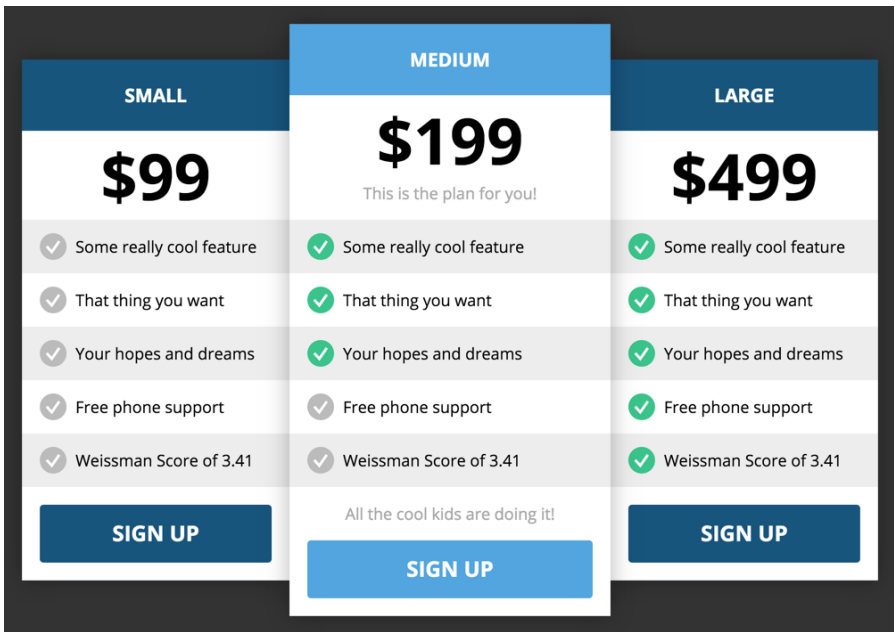 SMALL
$99
Some really cool feature
That thing you want
Your hopes and dreams
Free phone support
Weissman Score of 3.41
SIGN UP
MEDIUM
$199
This is the plan for you!
Some really cool feature
That thing you want
Your hopes and dreams
Free phone support
Weissman Score of 3.41
All the cool kids are doing it!
SIGN UP
LARGE
$499
Some really cool feature
That thing you want
Your hopes and dreams
Free phone support
Weissman Score of 3.41
SIGN UP